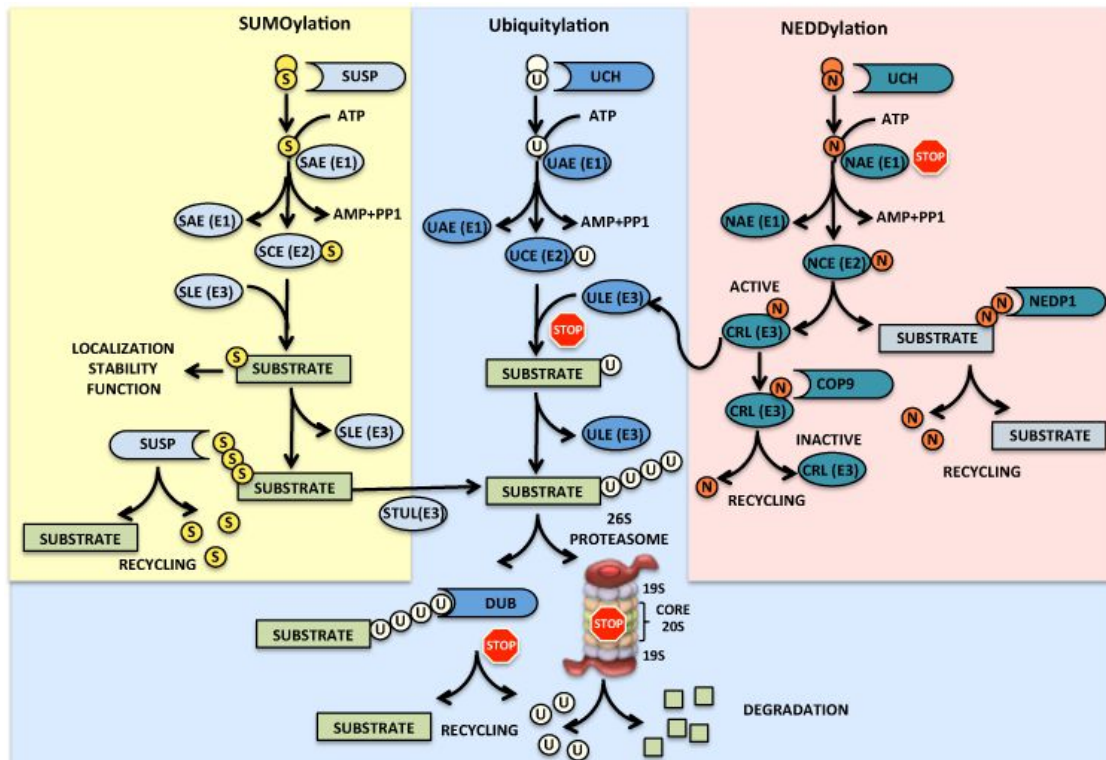 SUMOylation
S
SUSP
ATP
S
SAE (E1)
SAE (E1)
AMP+PP1
SCE (E2)
S
SLE (E3)
LOCALIZATION
STABILITY
FUNCTION
S
SUBSTRATE
SLE (E3)
SUSP
S
S
S
SUBSTRATE
STUL(E3)
SUBSTRATE
S
S
S
RECYCLING
Ubiquitylation
U
UCH
ATP
U
UAE (E1)
UAE (E1)
AMP+PP1
UCE (E2)
U
ULE (E3)
STOP
SUBSTRATE
U
ULE (E3)
SUBSTRATE
U U U U
26S
PROTEASOME
19S
CORE
20S
19S
STOP
SUBSTRATE
U U U U
DUB
STOP
SUBSTRATE
RECYCLING
U
U
U
U
DEGRADATION
NEDDylation
N
UCH
ATP
N
NAE (E1)
STOP
NAE (E1)
AMP+PP1
NCE (E2)
N
ACTIVE
N
CRL (E3)
N
N
NEDP1
SUBSTRATE
N
COP9
CRL (E3)
INACTIVE
CRL (E3)
N
RECYCLING
N
N
SUBSTRATE
RECYCLING